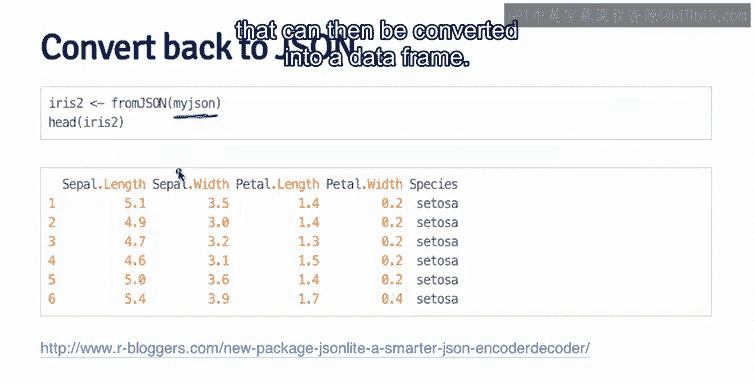 that can then be converted
into a data frame.
Convert back to JSON
iris2 <- fromJSON(myjson)
head(iris2)
Sepal.Length Sepal.Width Petal.Length Petal.Width Species
1 5.1 3.5 1.4 0.2 setosa
2 4.9 3.0 1.4 0.2 setosa
3 4.7 3.2 1.3 0.2 setosa
4 4.6 3.1 1.5 0.2 setosa
5 5.0 3.6 1.4 0.2 setosa
6 5.4 3.9 1.7 0.4 setosa
http://www.r-bloggers.com/new-package-jsonlite-a-smarter-json-encoderdecoder/